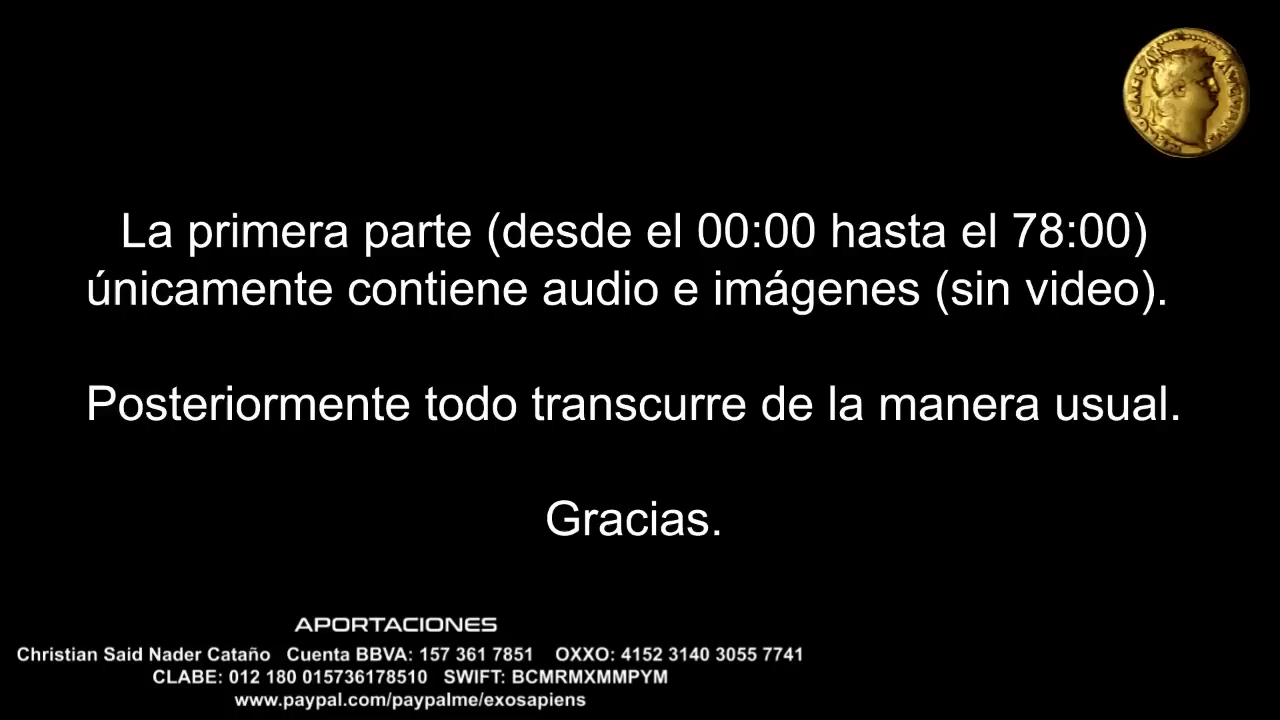 La primera parte (desde el 00:00 hasta el 78:00)
únicamente contiene audio e imágenes (sin video).
Posteriormente todo transcurre de la manera usual.
Gracias.
APORTACIONES
Christian Said Nader Cataño Cuenta BBVA: 157 361 7851 OXXO: 4152 3140 3055 7741
CLABE: 012 180 015736178510 SWIFT: BCMRMXMMPYM
www.paypal.com/paypalme/exosapiens